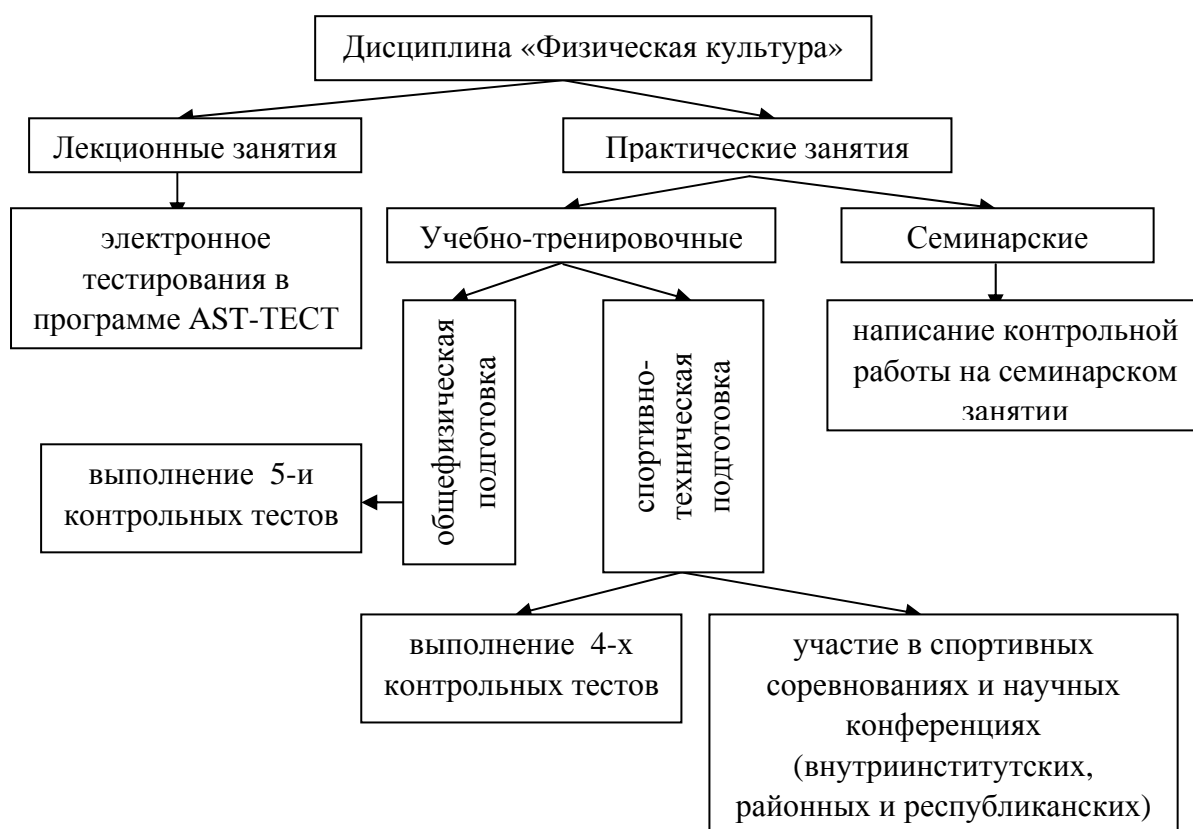 Дисциплина «Физическая культура»
Лекционные занятия
Практические занятия
электронное
тестирования в
программе AST-ТЕСТ
Учебно-тренировочные
Семинарские
общефизическая
подготовка
спортивно-
техническая
подготовка
написание контрольной
работы на семинарском
занятии
выполнение 5-и
контрольных тестов
выполнение 4-х
контрольных тестов
участие в спортивных
соревнованиях и научных
конференциях
(внутриинститутских,
районных и республиканских)